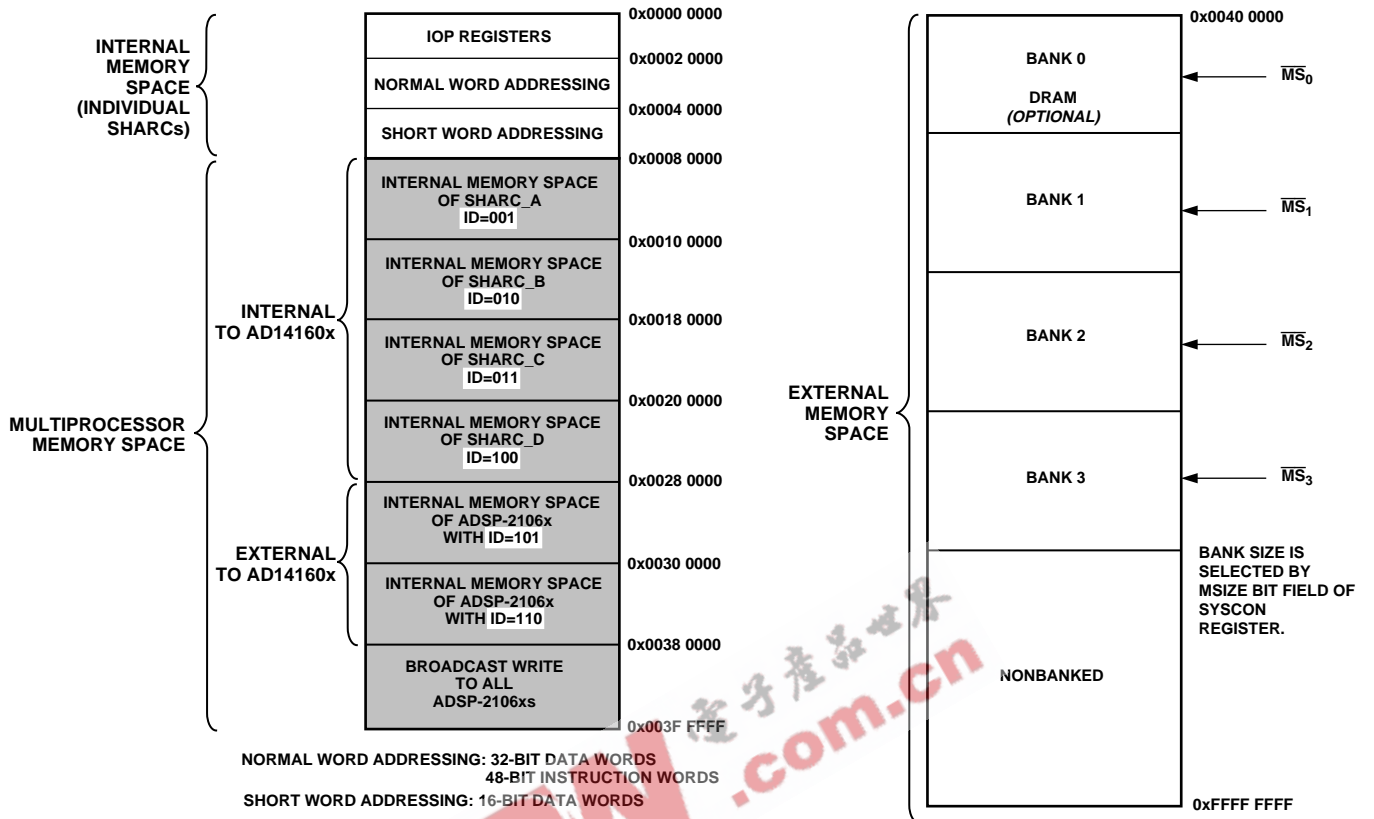 INTERNAL
MEMORY
SPACE
(INDIVIDUAL
SHARCs)
MULTIPROCESSOR
MEMORY SPACE
INTERNAL
TO AD14160x
EXTERNAL
TO AD14160x
0x0000 0000
IOP REGISTERS
0x0002 0000
NORMAL WORD ADDRESSING
0x0004 0000
SHORT WORD ADDRESSING
0x0008 0000
INTERNAL MEMORY SPACE
OF SHARC_A
ID=001
0x0010 0000
INTERNAL MEMORY SPACE
OF SHARC_B
ID=010
0x0018 0000
INTERNAL MEMORY SPACE
OF SHARC_C
ID=011
0x0020 0000
INTERNAL MEMORY SPACE
OF SHARC_D
ID=100
0x0028 0000
INTERNAL MEMORY SPACE
OF ADSP-2106x
WITH ID=101
0x0030 0000
INTERNAL MEMORY SPACE
OF ADSP-2106x
WITH ID=110
0x0038 0000
BROADCAST WRITE
TO ALL
ADSP-2106xs
0x003F FFFF
NORMAL WORD ADDRESSING: 32-BIT DATA WORDS
48-BIT INSTRUCTION WORDS
SHORT WORD ADDRESSING: 16-BIT DATA WORDS
EXTERNAL
MEMORY
SPACE
0x0040 0000
BANK 0
DRAM
(OPTIONAL)
MS0
BANK 1
MS1
BANK 2
MS2
BANK 3
MS3
BANK SIZE IS
SELECTED BY
MSIZE BIT FIELD OF
SYSCON
REGISTER.
NONBANKED
0xFFFF FFFF
電子產品世界
.com.cn